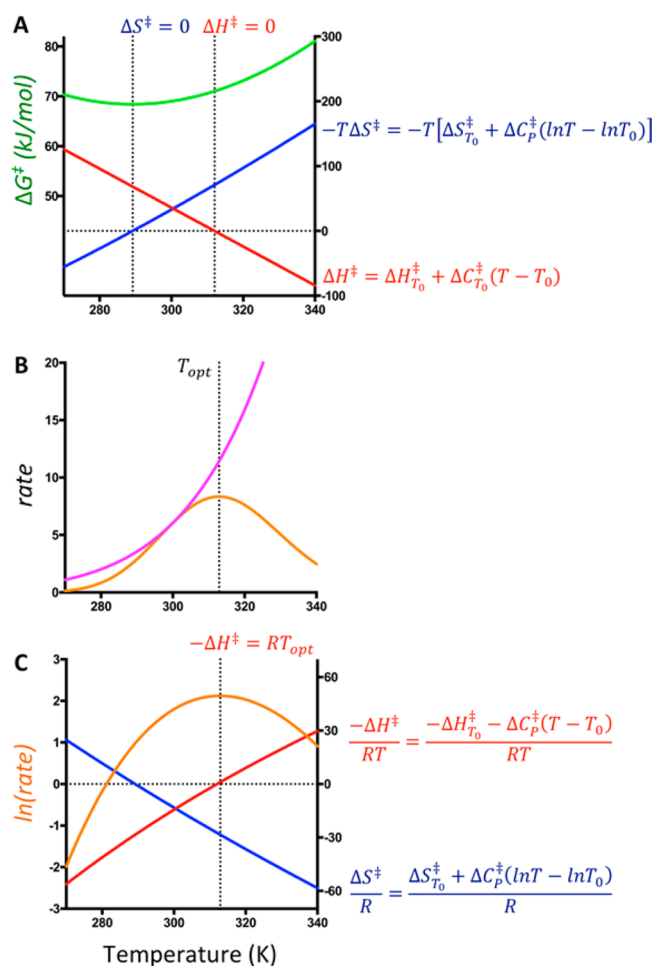 A
ΔS‡ = 0 ΔH‡ = 0
80
70
60
50
ΔG‡ (kJ/mol)
300
200
100
0
-100
−TΔS‡ = −T[ΔS‡T₀ + ΔC‡P(lnT − lnT₀)]
ΔH‡ = ΔH‡T₀ + ΔC‡T₀(T − T₀)
280 300 320 340
B
Topt
20
15
10
5
0
rate
280 300 320 340
−ΔH‡ = RTopt
C
3
2
1
0
-1
-2
-3
ln(rate)
60
30
0
-30
-60
−ΔH‡/RT = −ΔH‡T₀ − ΔC‡P(T − T₀)/RT
ΔS‡/R = ΔS‡T₀ + ΔC‡P(lnT − lnT₀)/R
280 300 320 340
Temperature (K)